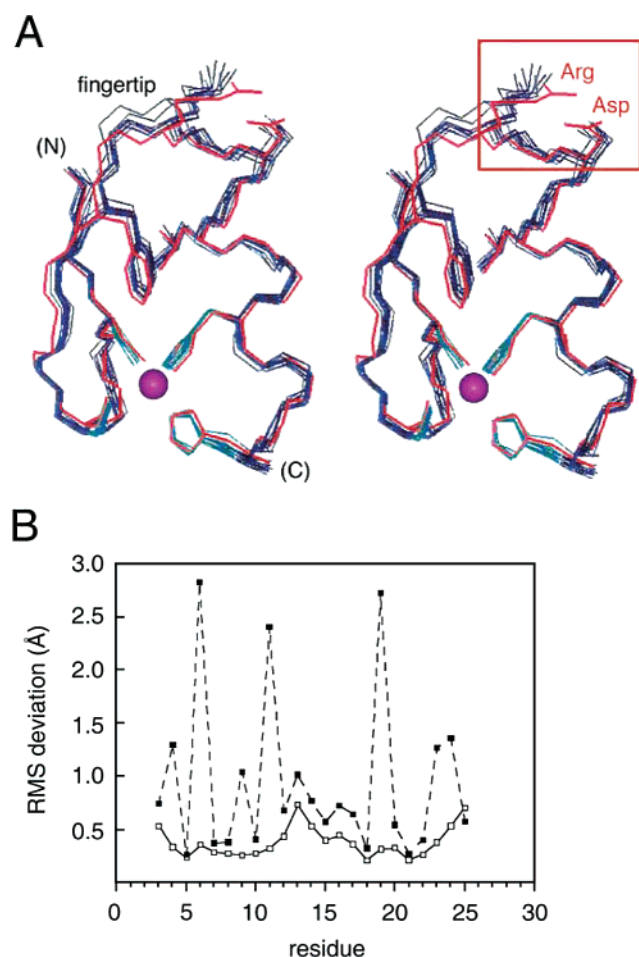 A
fingertip
(N)
(C)
Arg
Asp
B
RMS deviation (Å)
3.0
2.5
2.0
1.5
1.0
0.5
0 5 10 15 20 25 30
residue